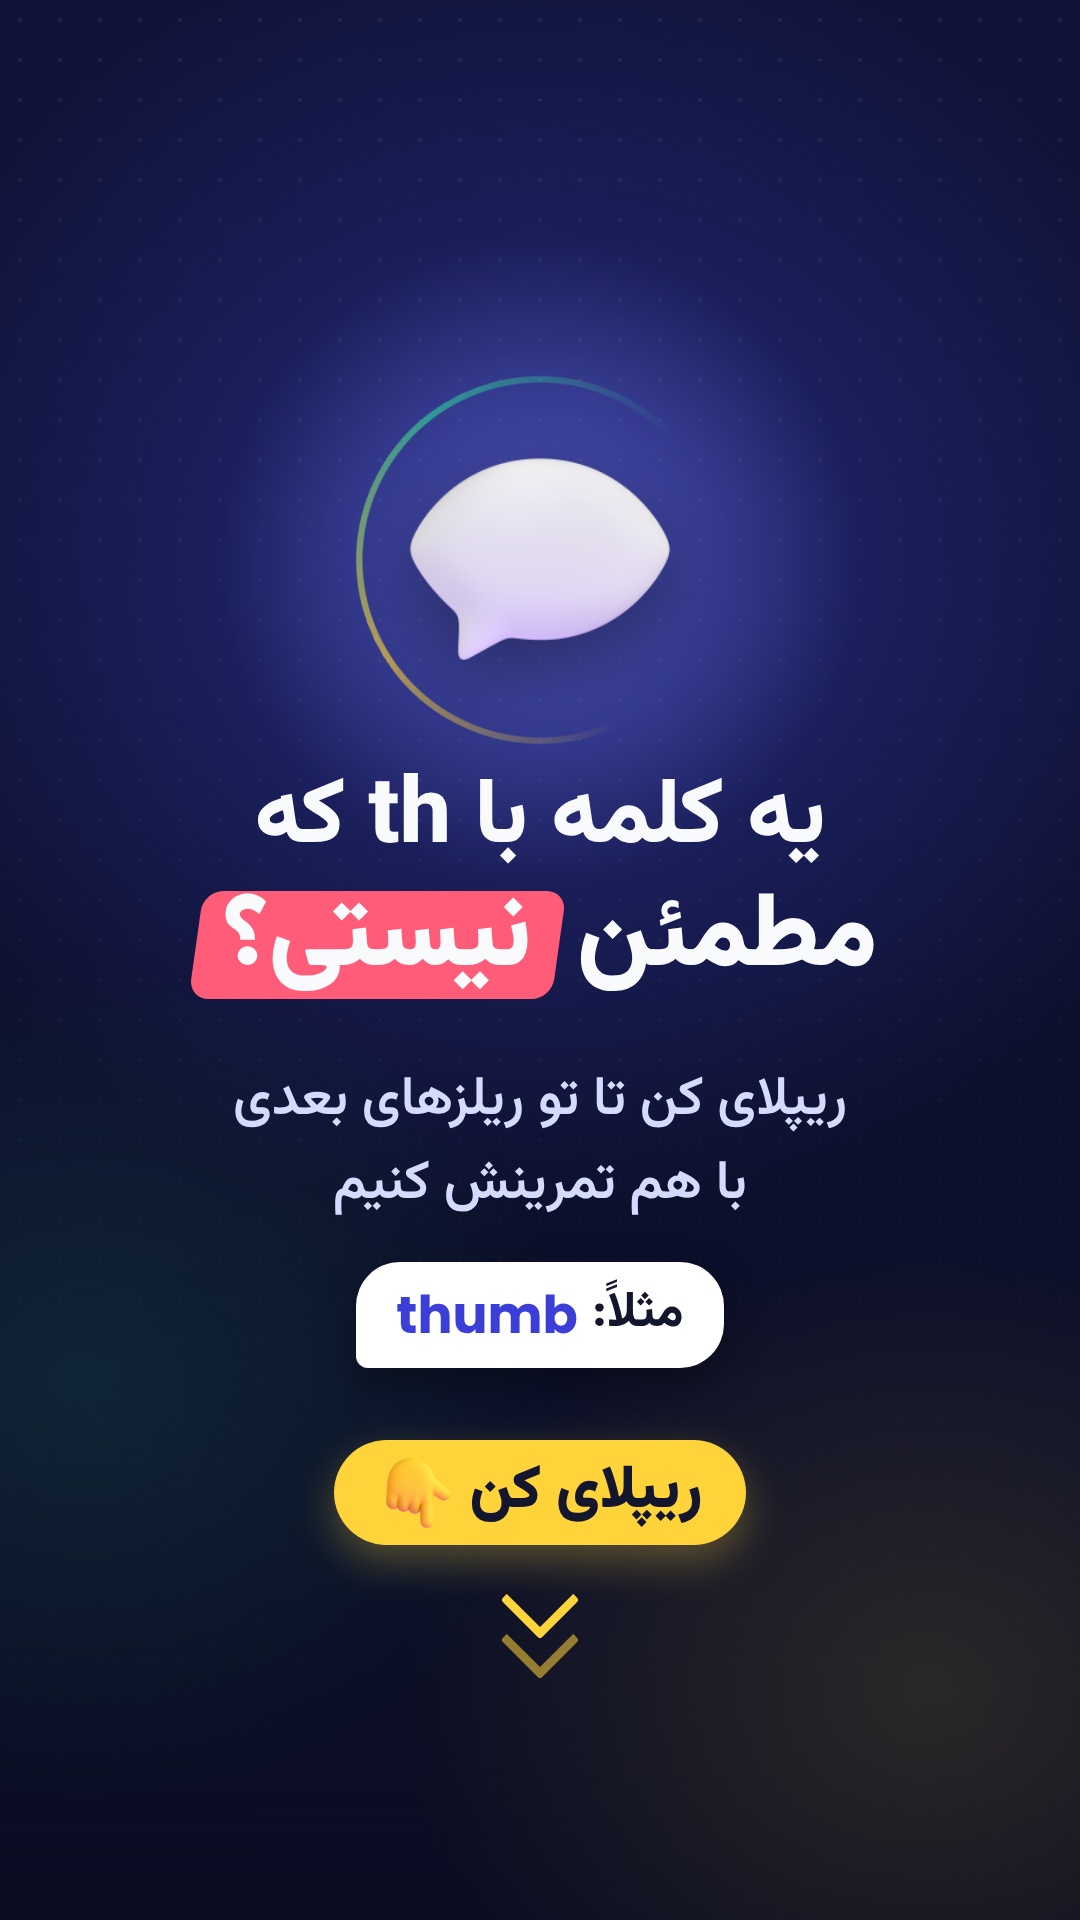 یه کلمه با th که
مطمئن نیستی؟
ریپلای کن تا تو ریلزهای بعدی
با هم تمرینش کنیم
مثلاً: thumb
ریپلای کن 👇